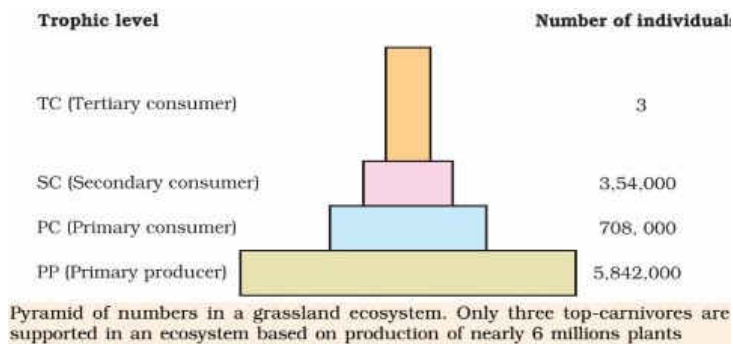 Trophic level Number of individuals
TC (Tertiary consumer) 3
SC (Secondary consumer) 3,54,000
PC (Primary consumer) 708, 000
PP (Primary producer) 5,842,000
Pyramid of numbers in a grassland ecosystem. Only three top-carnivores are
supported in an ecosystem based on production of nearly 6 millions plants